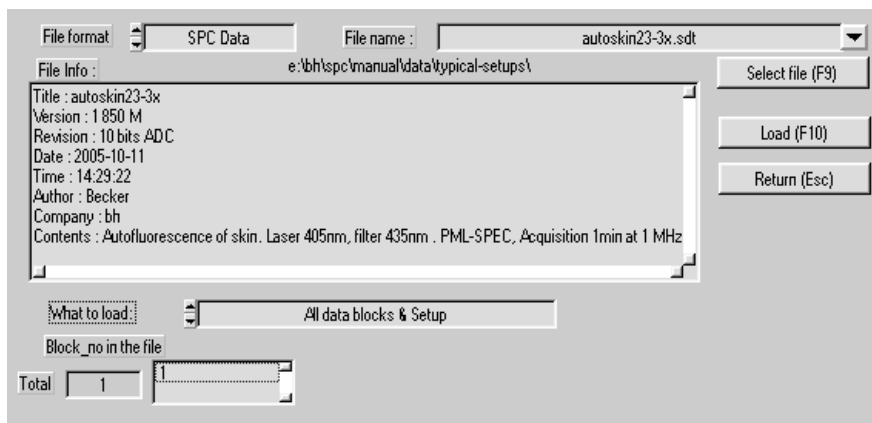 File format SPC Data File name : autoskin23-3x.sdt
File Info : e:\bh\spc\manual\data\typical-setups\ Select file (F9)
Title : autoskin23-3x
Version : 1 850 M
Revision : 10 bits ADC
Load (F10)
Date : 2005-10-11
Time : 14:29:22
Return (Esc)
Author : Becker
Company : bh
Contents : Autofluorescence of skin. Laser 405nm, filter 435nm . PML-SPEC, Acquisition 1min at 1 MHz
What to load: All data blocks & Setup
Block_no in the file
Total 1 1